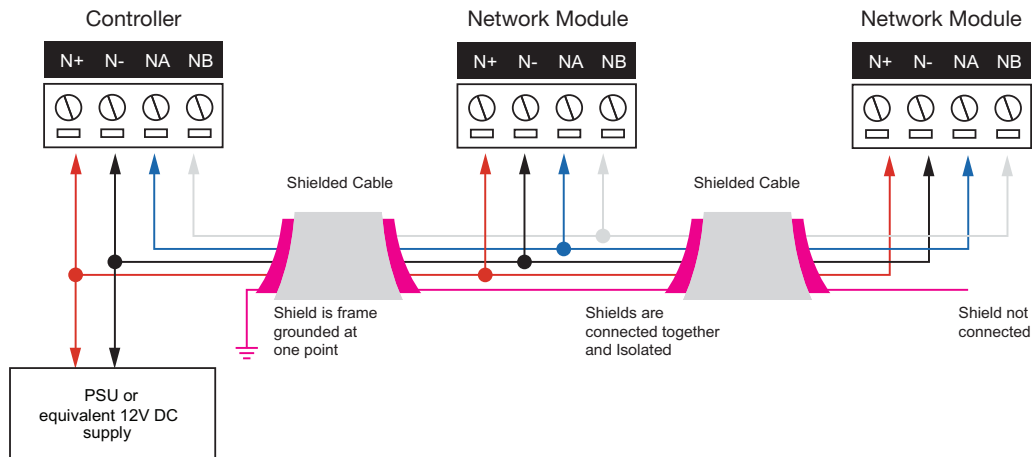 Controller
Network Module
Network Module
N+ N- NA NB
N+ N- NA NB
N+ N- NA NB
Shielded Cable
Shielded Cable
Shield is frame
grounded at
one point
Shields are
connected together
and Isolated
Shield not
connected
PSU or
equivalent 12V DC
supply